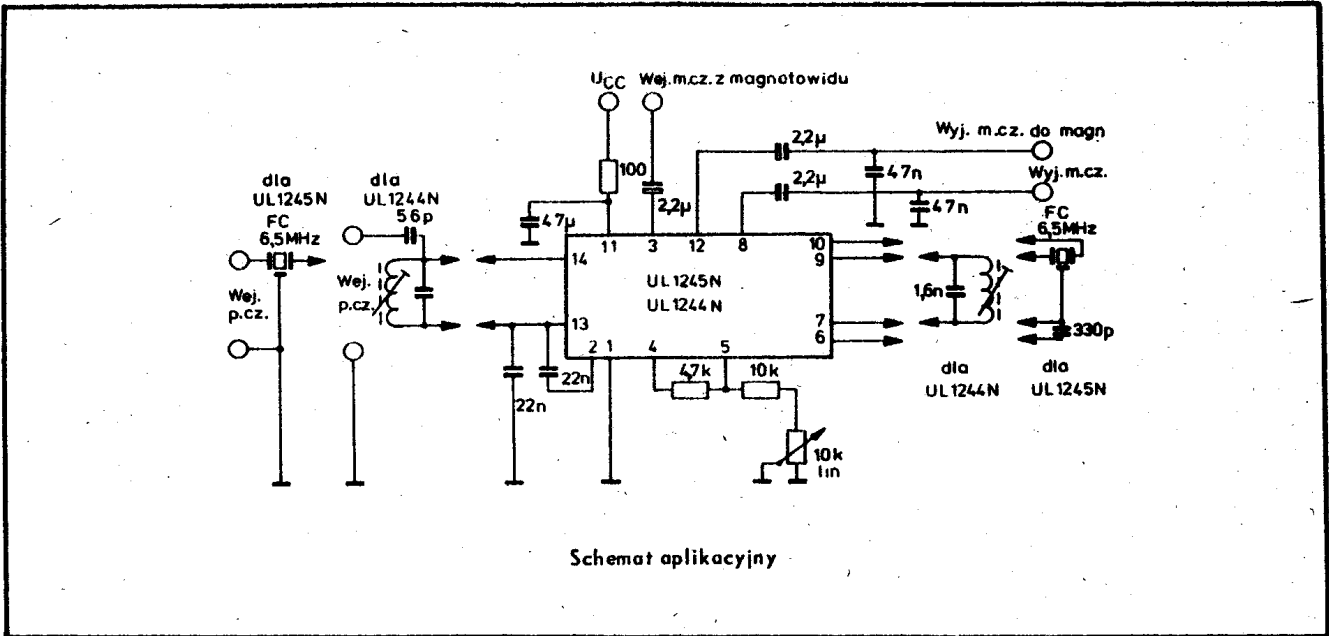 UCC Wej. m.cz. z magnotowidu
Wyj. m.cz. do magn
2,2µ
100
47n
Wyj. m.cz.
dla
UL1245N
FC
6,5MHz
dla
UL1244N
56p
2,2µ
2,2µ
47n
FC
6,5MHz
47µ
11 3 12 8
14
10
9
UL1245N
UL1244N
Wej.
p.cz.
Wej.
p.cz.
1,6n
13
7
6
2 1 4 5
330p
22n
22n
4,7k
10k
dla
UL1244N
dla
UL1245N
10k
lin
Schemat aplikacyjny